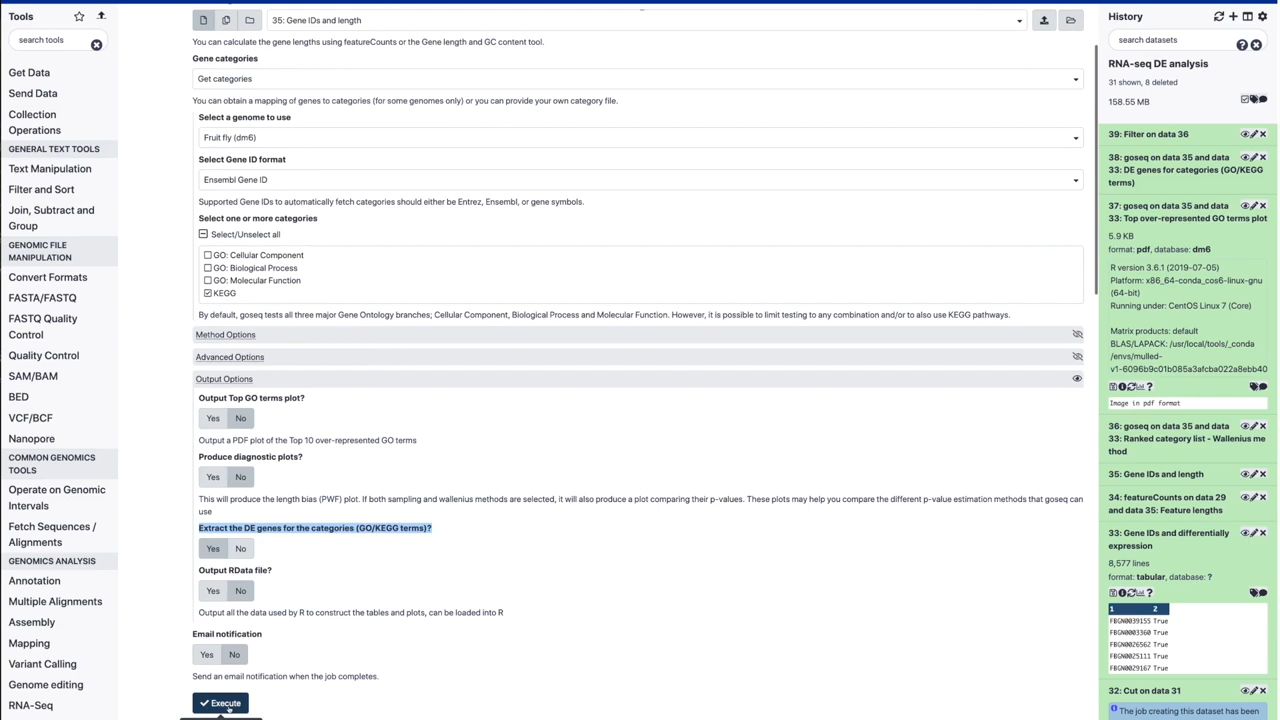 Tools
search tools
Get Data
Send Data
Collection
Operations
GENERAL TEXT TOOLS
Text Manipulation
Filter and Sort
Join, Subtract and
Group
GENOMIC FILE
MANIPULATION
Convert Formats
FASTA/FASTQ
FASTQ Quality
Control
Quality Control
SAM/BAM
BED
VCF/BCF
Nanopore
COMMON GENOMICS
TOOLS
Operate on Genomic
Intervals
Fetch Sequences /
Alignments
GENOMICS ANALYSIS
Annotation
Multiple Alignments
Assembly
Mapping
Variant Calling
Genome editing
RNA-Seq
35: Gene IDs and length
You can calculate the gene lengths using featureCounts or the Gene length and GC content tool.
Gene categories
Get categories
You can obtain a mapping of genes to categories (for some genomes only) or you can provide your own category file.
Select a genome to use
Fruit fly (dm6)
Select Gene ID format
Ensembl Gene ID
Supported Gene IDs to automatically fetch categories should either be Entrez, Ensembl, or gene symbols.
Select one or more categories
Select/Unselect all
GO: Cellular Component
GO: Biological Process
GO: Molecular Function
KEGG
By default, goseq tests all three major Gene Ontology branches; Cellular Component, Biological Process and Molecular Function. However, it is possible to limit testing to any combination and/or to also use KEGG pathways.
Method Options
Advanced Options
Output Options
Output Top GO terms plot?
Yes No
Output a PDF plot of the Top 10 over-represented GO terms
Produce diagnostic plots?
Yes No
This will produce the length bias (PWF) plot. If both sampling and wallenius methods are selected, it will also produce a plot comparing their p-values. These plots may help you compare the different p-value estimation methods that goseq can
use
Extract the DE genes for the categories (GO/KEGG terms)?
Yes No
Output RData file?
Yes No
Output all the data used by R to construct the tables and plots, can be loaded into R
Email notification
Yes No
Send an email notification when the job completes.
Execute
History
search datasets
RNA-seq DE analysis
31 shown, 8 deleted
158.55 MB
39: Filter on data 36
38: goseq on data 35 and data
33: DE genes for categories (GO/KEGG
terms)
37: goseq on data 35 and data
33: Top over-represented GO terms plot
5.9 KB
format: pdf, database: dm6
R version 3.6.1 (2019-07-05)
Platform: x86_64-conda_cos6-linux-gnu
(64-bit)
Running under: CentOS Linux 7 (Core)
Matrix products: default
BLAS/LAPACK: /usr/local/tools/_conda
/envs/mulled-
v1-6096b9c01b085a3afcba022a8ebb40
Image in pdf format
36: goseq on data 35 and data
33: Ranked category list - Wallenius me
thod
35: Gene IDs and length
34: featureCounts on data 29
and data 35: Feature lengths
33: Gene IDs and differentially
expression
8,577 lines
format: tabular, database: ?
1 2
FBGN0039155 True
FBGN0003360 True
FBGN0026562 True
FBGN0025111 True
FBGN0029167 True
32: Cut on data 31
The job creating this dataset has been